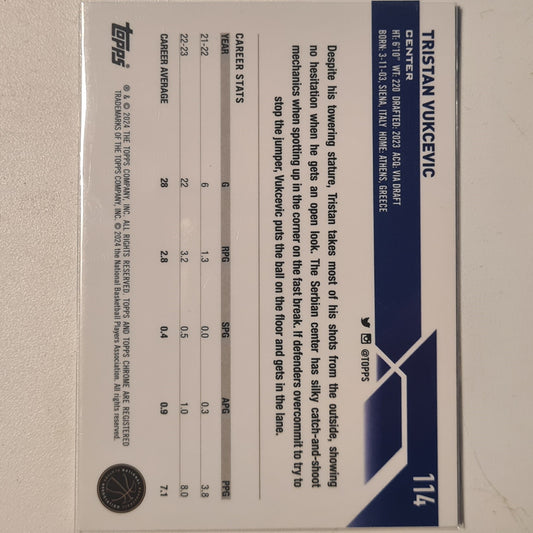 TRISTAN VUKCEVIC
114
CENTER
HT: 6'10" WT: 220 DRAFTED: 2023 ACQ: VIA DRAFT
BORN: 3-11-03, SIENA, ITALY HOME: ATHENS, GREECE
@TOPPS
Despite his towering stature, Tristan takes most of his shots from the outside, showing
no hesitation when he gets an open look. The Serbian center has silky catch-and-shoot
mechanics when spotting up in the corner on the fast break. If defenders overcommit to try to
stop the jumper, Vukcevic puts the ball on the floor and gets in the lane.
CAREER STATS
YEAR G RPG SPG APG PPG
21-22 6 1.3 0.0 0.3 3.8
22-23 22 3.2 0.5 1.0 8.0
CAREER AVERAGE 28 2.8 0.4 0.9 7.1
topps
® & © 2024 THE TOPPS COMPANY, INC. ALL RIGHTS RESERVED. TOPPS AND TOPPS CHROME ARE REGISTERED
TRADEMARKS OF THE TOPPS COMPANY, INC. © 2024 the National Basketball Players Association. All rights reserved.